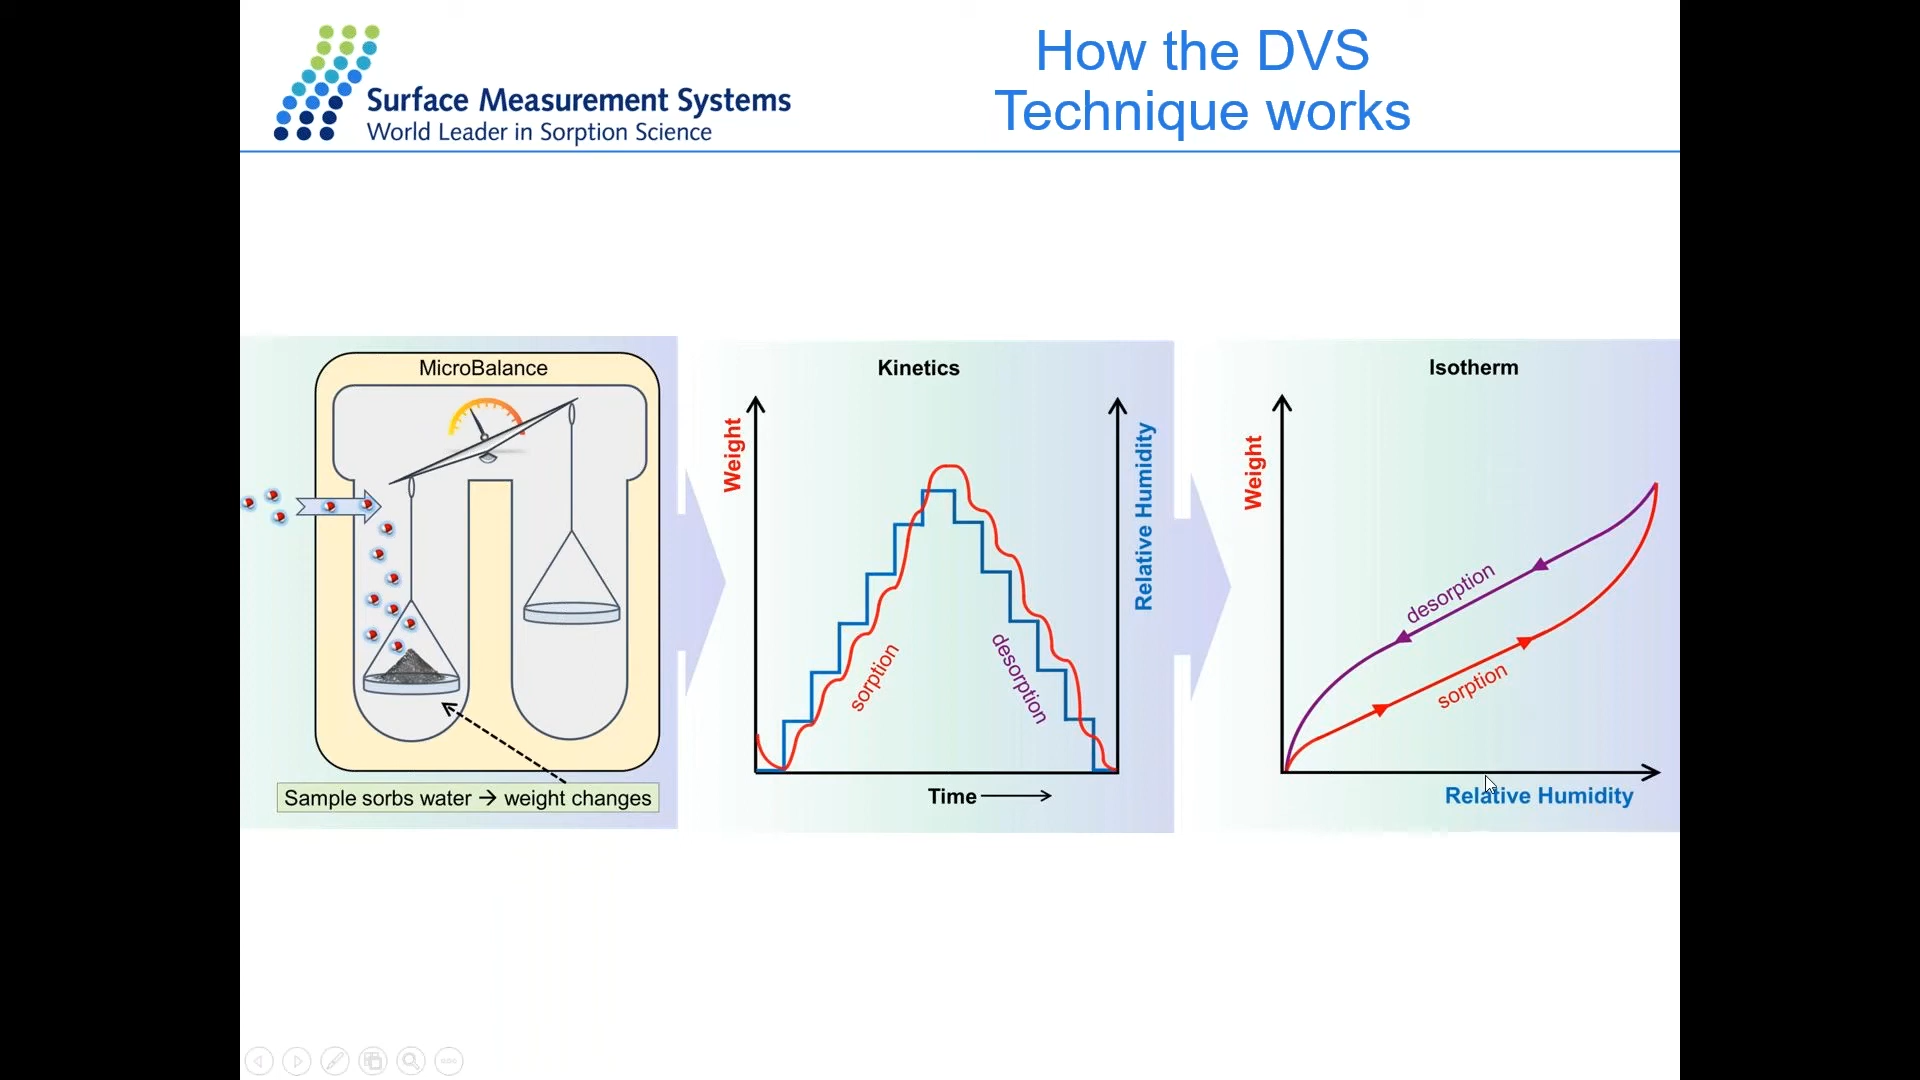 Surface Measurement Systems
World Leader in Sorption Science
How the DVS
Technique works
MicroBalance
Sample sorbs water → weight changes
Kinetics
Weight
Relative Humidity
sorption
desorption
Time
Isotherm
Weight
desorption
sorption
Relative Humidity